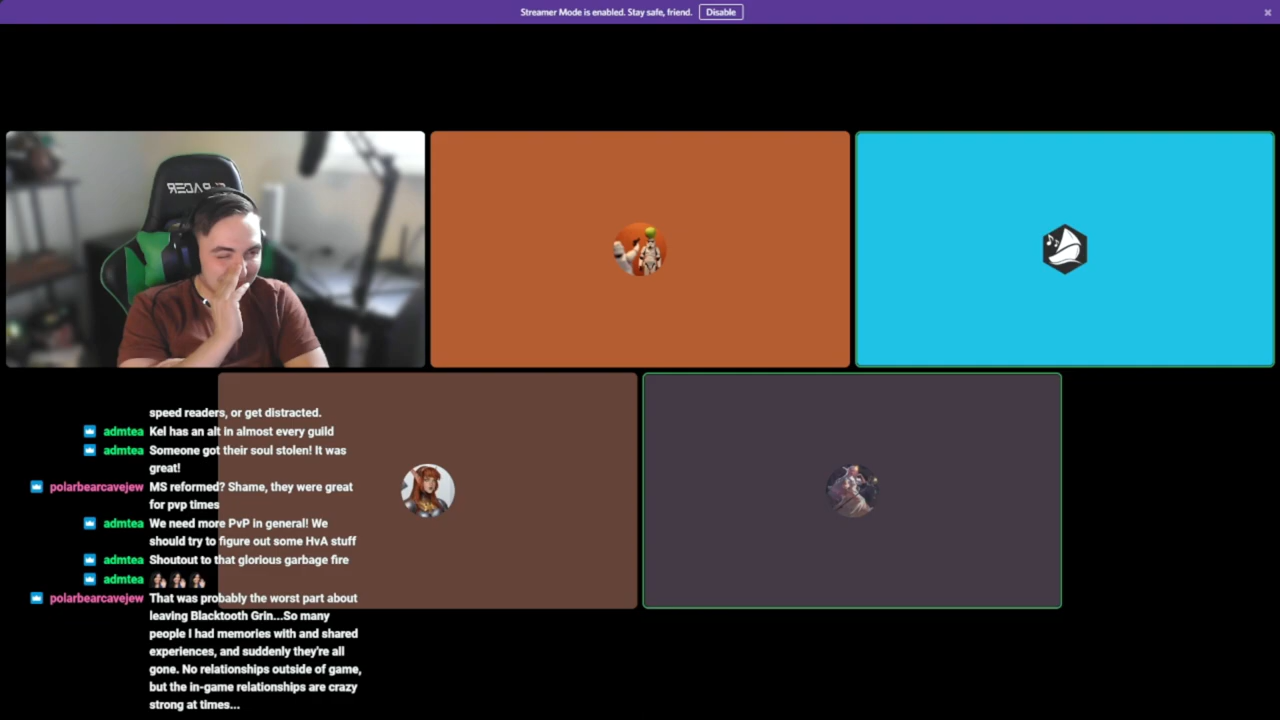 Streamer Mode is enabled. Stay safe, friend. Disable
speed readers, or get distracted.
admtea Kel has an alt in almost every guild
admtea Someone got their soul stolen! It was
great!
polarbearcavejew MS reformed? Shame, they were great
for pvp times
admtea We need more PvP in general! We
should try to figure out some HvA stuff
admtea Shoutout to that glorious garbage fire
admtea
polarbearcavejew That was probably the worst part about
leaving Blacktooth Grin...So many
people I had memories with and shared
experiences, and suddenly they're all
gone. No relationships outside of game,
but the in-game relationships are crazy
strong at times...